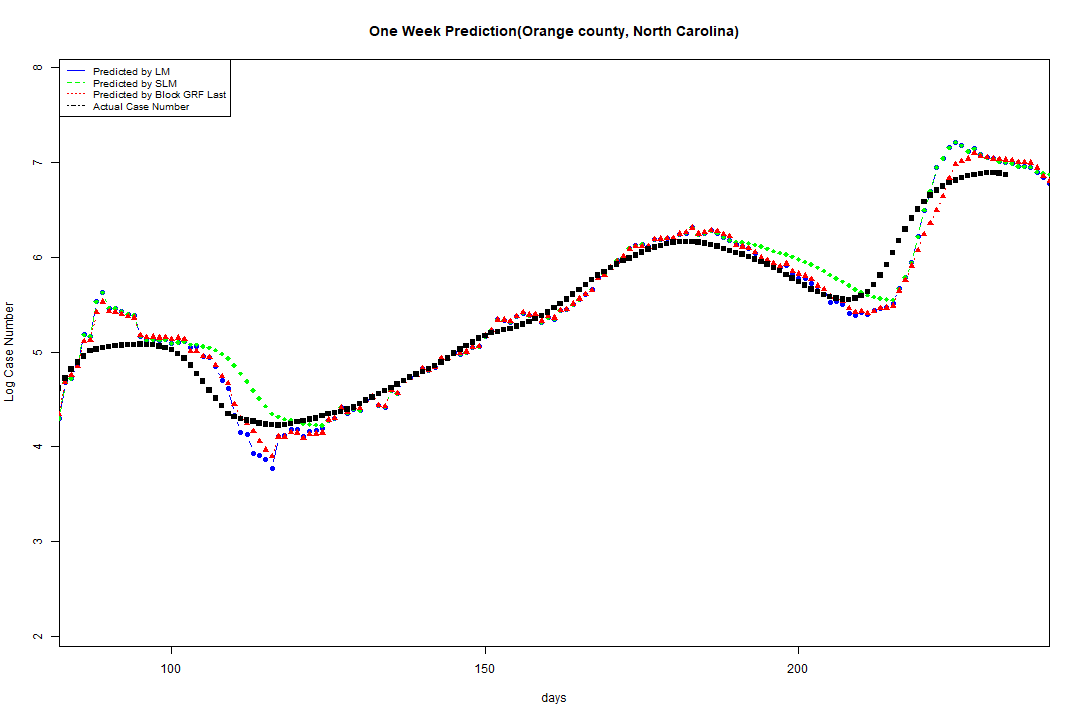 One Week Prediction(Orange county, North Carolina)
Predicted by LM
Predicted by SLM
Predicted by Block GRF Last
Actual Case Number
8
7
6
5
4
3
2
Log Case Number
100
150
200
days